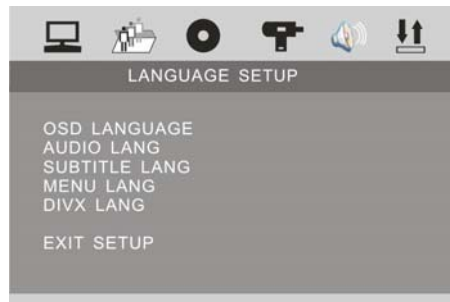 LANGUAGE SETUP
OSD LANGUAGE
AUDIO LANG
SUBTITLE LANG
MENU LANG
DIVX LANG
EXIT SETUP